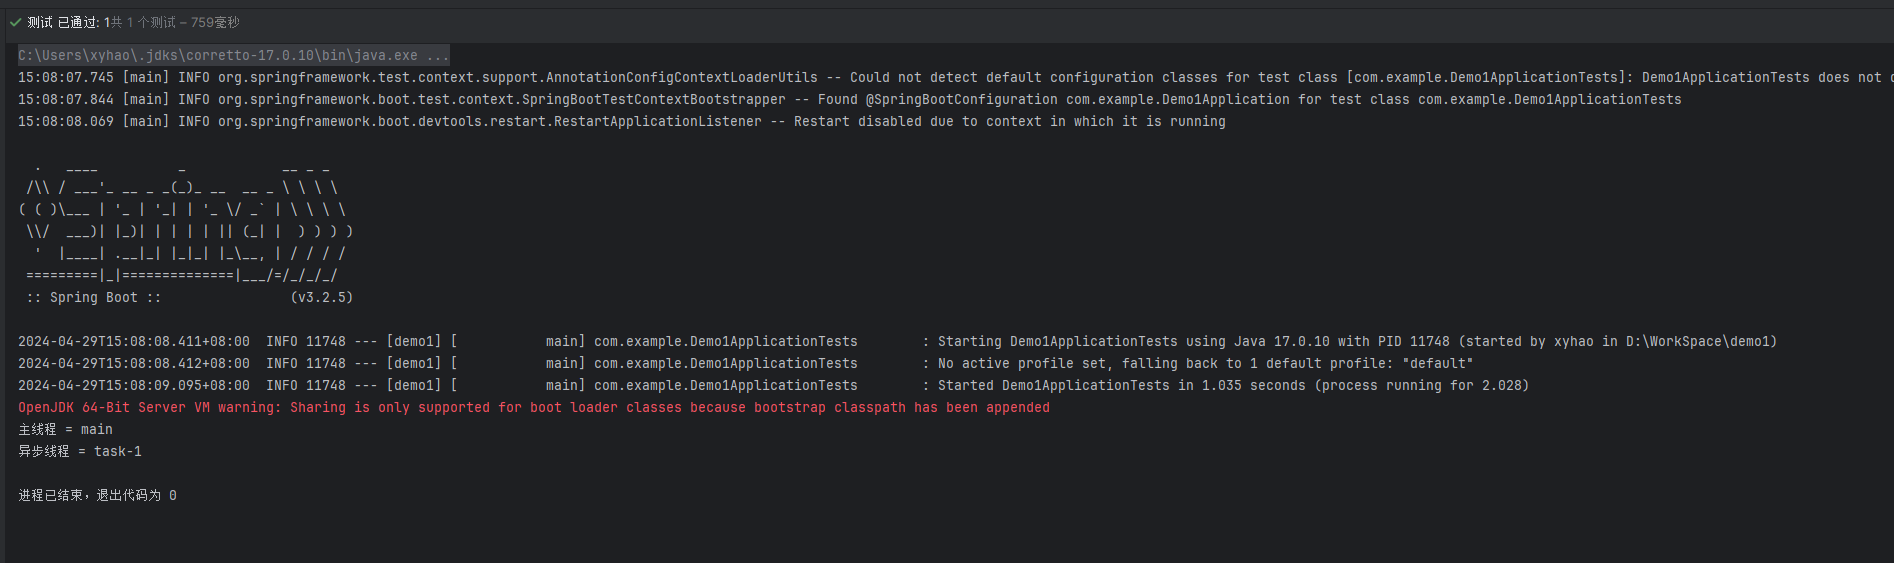 测试 已通过: 1共 1 个测试 – 759毫秒
C:\Users\xyhao\.jdks\corretto-17.0.10\bin\java.exe ...
15:08:07.745 [main] INFO org.springframework.test.context.support.AnnotationConfigContextLoaderUtils -- Could not detect default configuration classes for test class [com.example.Demo1ApplicationTests]: Demo1ApplicationTests does not
15:08:07.844 [main] INFO org.springframework.boot.test.context.SpringBootTestContextBootstrapper -- Found @SpringBootConfiguration com.example.Demo1Application for test class com.example.Demo1ApplicationTests
15:08:08.069 [main] INFO org.springframework.boot.devtools.restart.RestartApplicationListener -- Restart disabled due to context in which it is running
  .   ____          _            __ _ _
 /\\ / ___'_ __ _ _(_)_ __  __ _ \ \ \ \
( ( )\___ | '_ | '_| | '_ \/ _` | \ \ \ \
 \\/  ___)| |_)| | | | | || (_| |  ) ) ) )
  '  |____| .__|_| |_|_| |_\__, | / / / /
 =========|_|==============|___/=/_/_/_/
 :: Spring Boot ::                (v3.2.5)
2024-04-29T15:08:08.411+08:00  INFO 11748 --- [demo1] [           main] com.example.Demo1ApplicationTests        : Starting Demo1ApplicationTests using Java 17.0.10 with PID 11748 (started by xyhao in D:\WorkSpace\demo1)
2024-04-29T15:08:08.412+08:00  INFO 11748 --- [demo1] [           main] com.example.Demo1ApplicationTests        : No active profile set, falling back to 1 default profile: "default"
2024-04-29T15:08:09.095+08:00  INFO 11748 --- [demo1] [           main] com.example.Demo1ApplicationTests        : Started Demo1ApplicationTests in 1.035 seconds (process running for 2.028)
OpenJDK 64-Bit Server VM warning: Sharing is only supported for boot loader classes because bootstrap classpath has been appended
主线程 = main
异步线程 = task-1
进程已结束，退出代码为 0